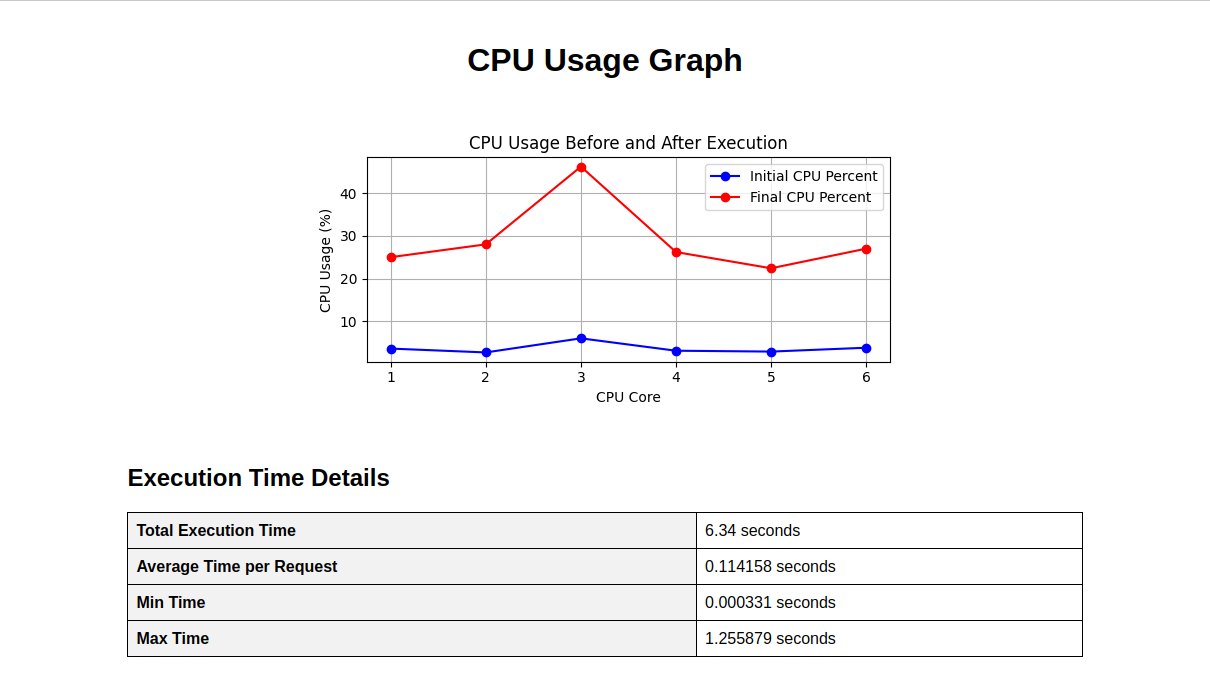 CPU Usage Graph
CPU Usage Before and After Execution
Initial CPU Percent
Final CPU Percent
CPU Usage (%)
40
30
20
10
1 2 3 4 5 6
CPU Core
Execution Time Details
Total Execution Time 6.34 seconds
Average Time per Request 0.114158 seconds
Min Time 0.000331 seconds
Max Time 1.255879 seconds